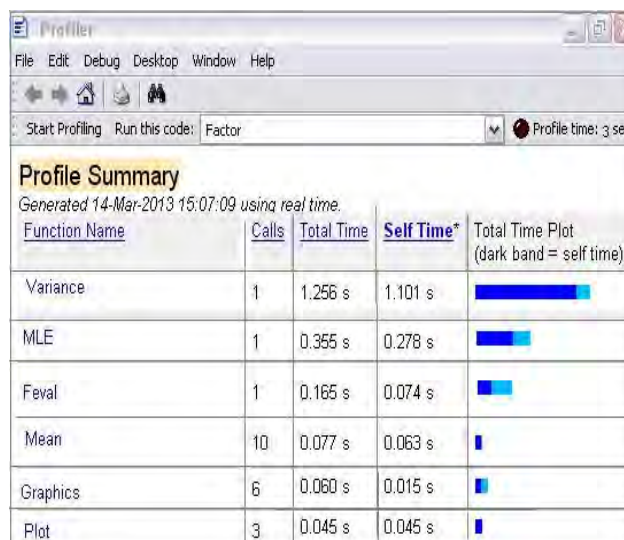 Profiler
File Edit Debug Desktop Window Help
Start Profiling Run this code: Factor Profile time: 3 se
Profile Summary
Generated 14-Mar-2013 15:07:09 using real time.
Function Name Calls Total Time Self Time* Total Time Plot
(dark band = self time)
Variance 1 1.256 s 1.101 s
MLE 1 0.355 s 0.278 s
Feval 1 0.165 s 0.074 s
Mean 10 0.077 s 0.063 s
Graphics 6 0.060 s 0.015 s
Plot 3 0.045 s 0.045 s